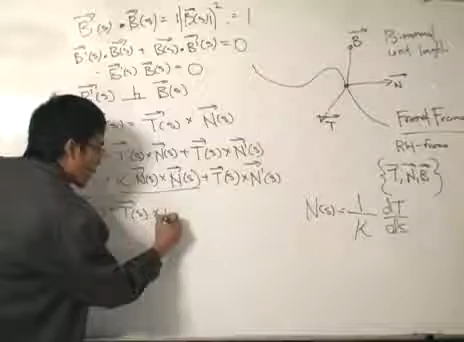 B⃗(s) · B⃗(s) = ||B⃗(s)||² = 1
B⃗'(s) · B⃗(s) + B⃗(s) · B⃗'(s) = 0
B⃗'(s) B⃗(s) = 0
B⃗'(s) ⊥ B⃗(s)
(s) = T⃗(s) × N⃗(s)
T⃗'(s) × N⃗(s) + T⃗(s) × N⃗'(s)
K N⃗(s) × N⃗(s) + T⃗(s) × N⃗'(s)
= T⃗(s) ×
B⃗
N⃗
T⃗
Binormal
unit length
Frenet Frame
RH-frame
{T⃗, N⃗, B⃗}
N(s) = 1/K dT/ds